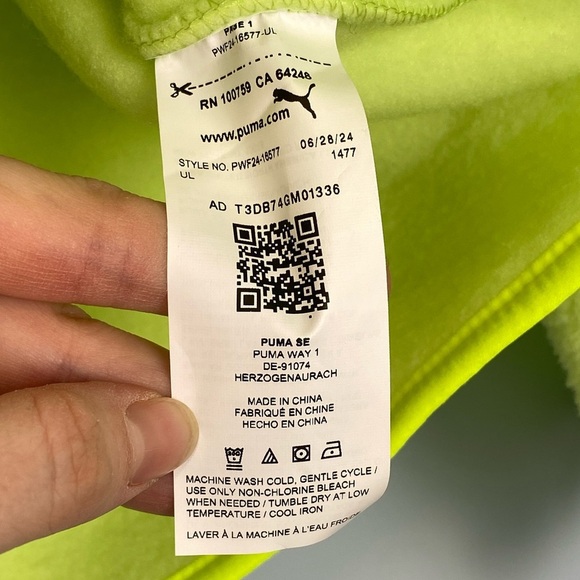 PAGE 1
PWF24-16577-UL
RN 100759 CA 64248
www.puma.com
STYLE NO. PWF24-16577 06/28/24
UL 1477
AD T3DB74GM01336
PUMA SE
PUMA WAY 1
DE-91074
HERZOGENAURACH
MADE IN CHINA
FABRIQUÉ EN CHINE
HECHO EN CHINA
MACHINE WASH COLD, GENTLE CYCLE /
USE ONLY NON-CHLORINE BLEACH
WHEN NEEDED / TUMBLE DRY AT LOW
TEMPERATURE / COOL IRON
LAVER À LA MACHINE À L'EAU FROIDE